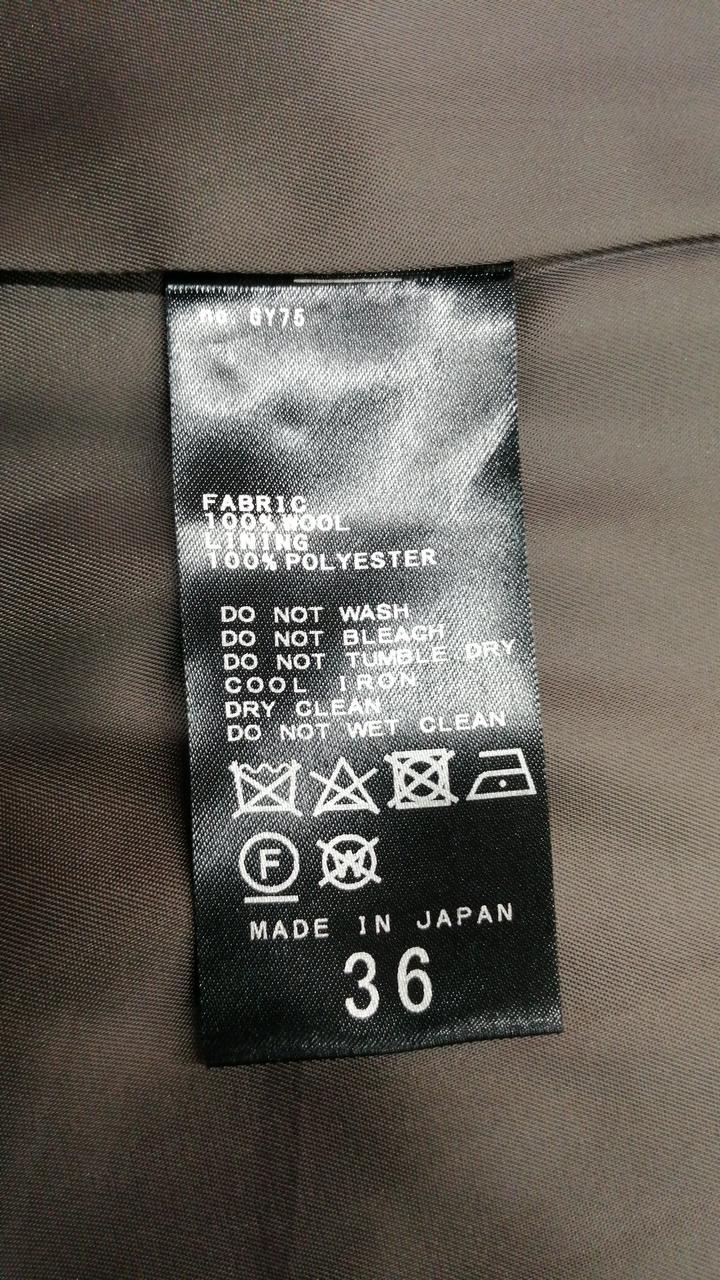 no GY75
FABRIC
100% WOOL
LINING
100% POLYESTER
DO NOT WASH
DO NOT BLEACH
DO NOT TUMBLE DRY
COOL IRON
DRY CLEAN
DO NOT WET CLEAN
F W
MADE IN JAPAN
36